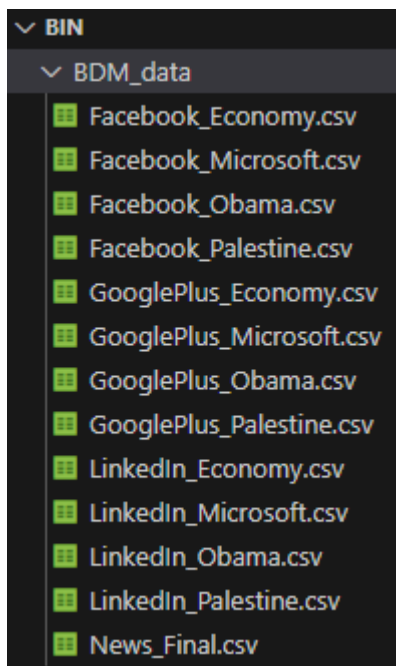 BIN
BDM_data
Facebook_Economy.csv
Facebook_Microsoft.csv
Facebook_Obama.csv
Facebook_Palestine.csv
GooglePlus_Economy.csv
GooglePlus_Microsoft.csv
GooglePlus_Obama.csv
GooglePlus_Palestine.csv
LinkedIn_Economy.csv
LinkedIn_Microsoft.csv
LinkedIn_Obama.csv
LinkedIn_Palestine.csv
News_Final.csv